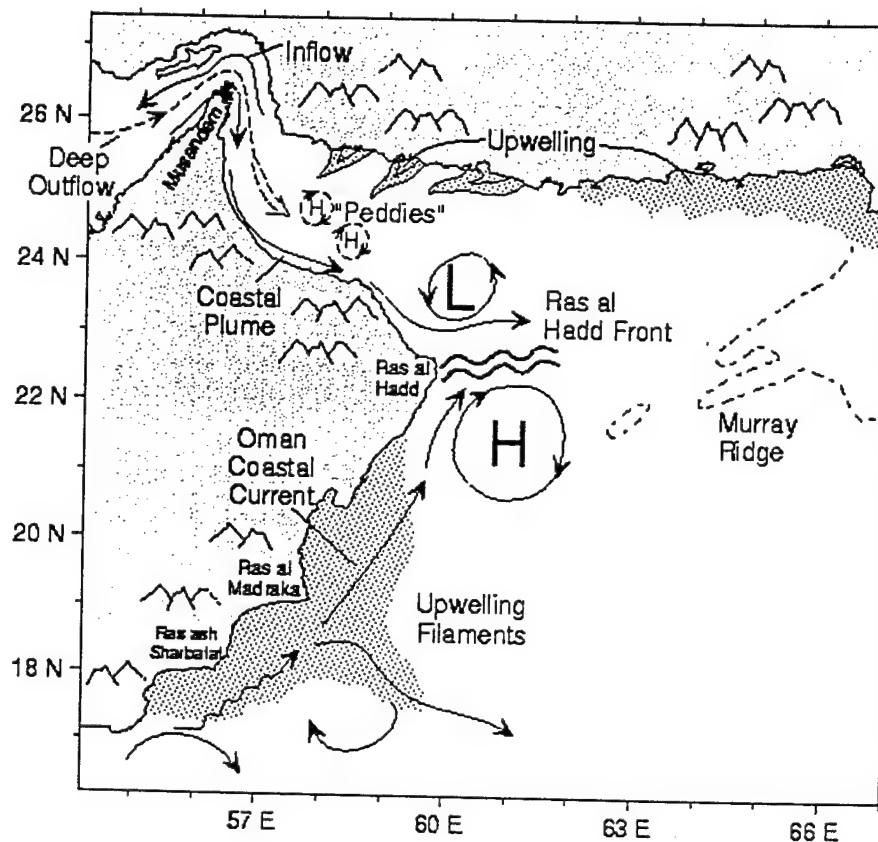 Inflow
26 N
Musendem
Upwelling
Deep
Outflow
H "Peddies"
H
24 N
L
Coastal
Plume
Ras al
Hadd Front
Ras al
Hadd
22 N
Murray
Ridge
H
Oman
Coastal
Current
20 N
Ras al
Madraka
Upwelling
Filaments
Ras ash
Sharbatat
18 N
57 E
60 E
63 E
66 E